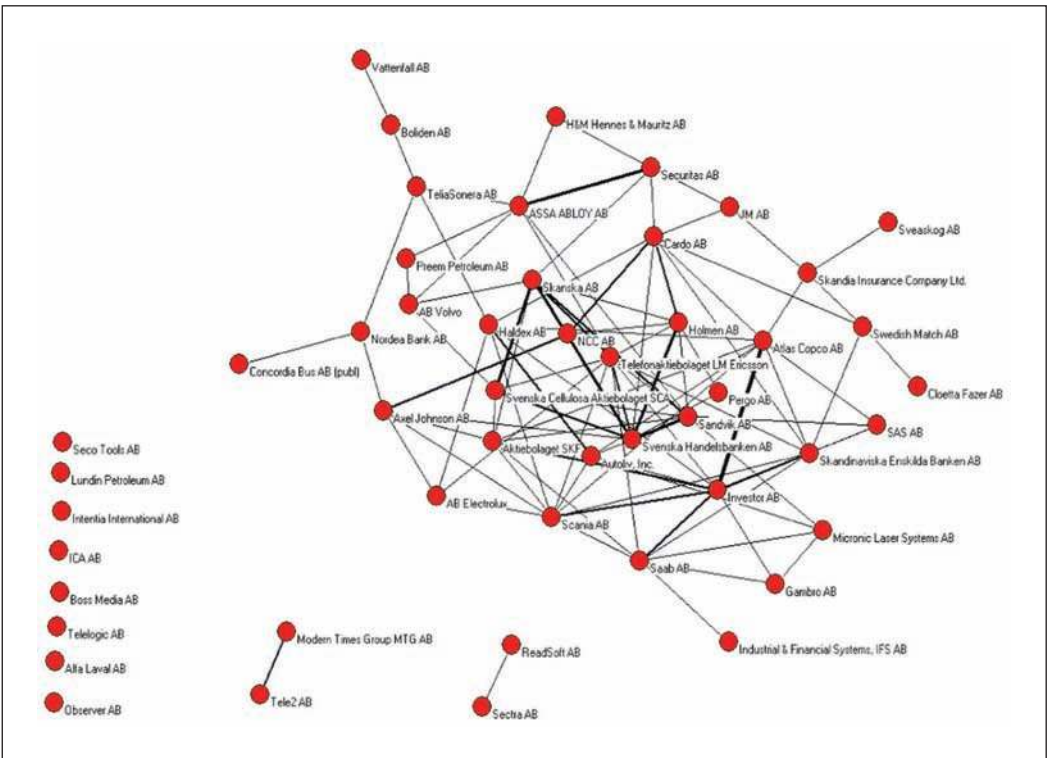 Vattenfall AB
Boliden AB
H&M Hennes & Mauritz AB
Securitas AB
TeliaSonera AB
ASSA ABLOY AB
JM AB
Sveaskog AB
Cardo AB
Preem Petroleum AB
Skandia Insurance Company Ltd.
Skanska AB
AB Volvo
Haldex AB
NCC AB
Holmen AB
Swedish Match AB
Nordea Bank AB
Atlas Copco AB
Telefonaktiebolaget LM Ericsson
Concordia Bus AB (publ)
Svenska Cellulosa Aktiebolaget SCA
Pergo AB
Cloetta Fazer AB
Axel Johnson AB
Sandvik AB
SAS AB
Seco Tools AB
Aktiebolaget SKF
Svenska Handelsbanken AB
Autoliv, Inc.
Skandinaviska Enskilda Banken AB
Lundin Petroleum AB
AB Electrolux
Investor AB
Intentia International AB
Scania AB
Micronic Laser Systems AB
ICA AB
Saab AB
Gambro AB
Boss Media AB
Telelogic AB
Modern Times Group MTG AB
ReadSoft AB
Industrial & Financial Systems, IFS AB
Alfa Laval AB
Tele2 AB
Sectra AB
Observer AB